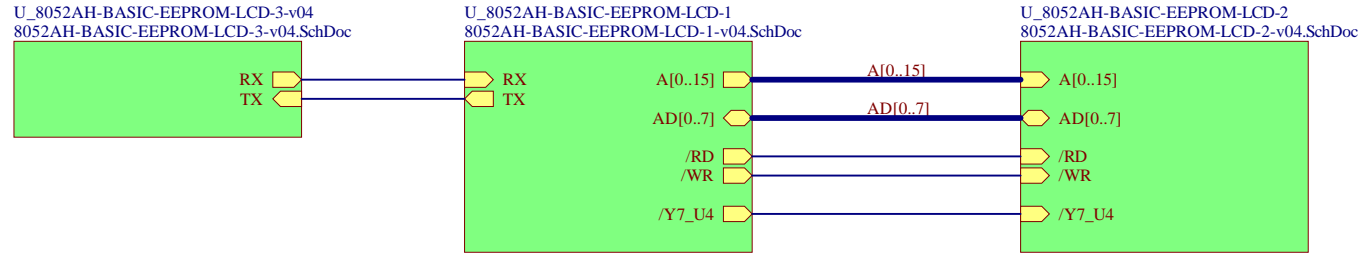 U_8052AH-BASIC-EEPROM-LCD-3-v04
8052AH-BASIC-EEPROM-LCD-3-v04.SchDoc
RX
TX
U_8052AH-BASIC-EEPROM-LCD-1
8052AH-BASIC-EEPROM-LCD-1-v04.SchDoc
RX
TX
A[0..15]
AD[0..7]
/RD
/WR
/Y7_U4
A[0..15]
AD[0..7]
U_8052AH-BASIC-EEPROM-LCD-2
8052AH-BASIC-EEPROM-LCD-2-v04.SchDoc
A[0..15]
AD[0..7]
/RD
/WR
/Y7_U4